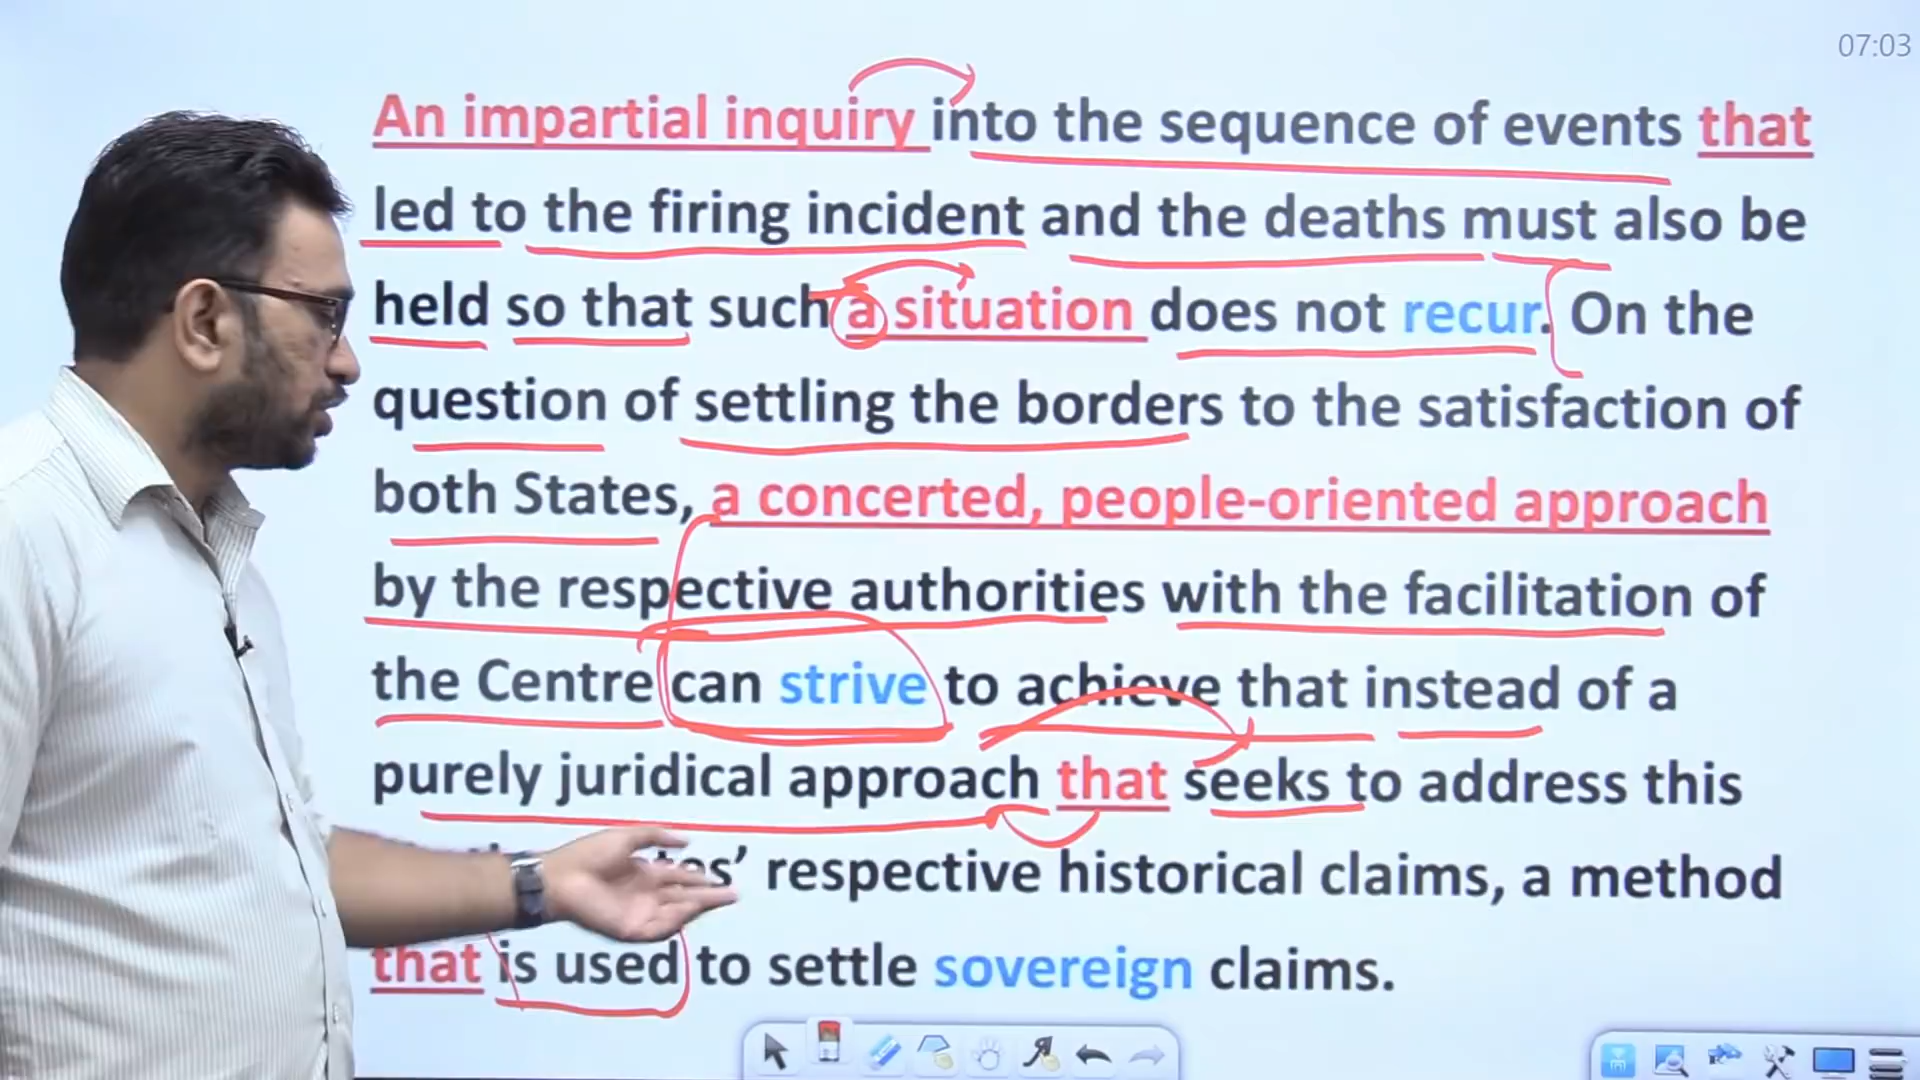 07:03
An impartial inquiry into the sequence of events that
led to the firing incident and the deaths must also be
held so that such a situation does not recur. On the
question of settling the borders to the satisfaction of
both States, a concerted, people-oriented approach
by the respective authorities with the facilitation of
the Centre can strive to achieve that instead of a
purely juridical approach that seeks to address this
respective historical claims, a method
that is used to settle sovereign claims.